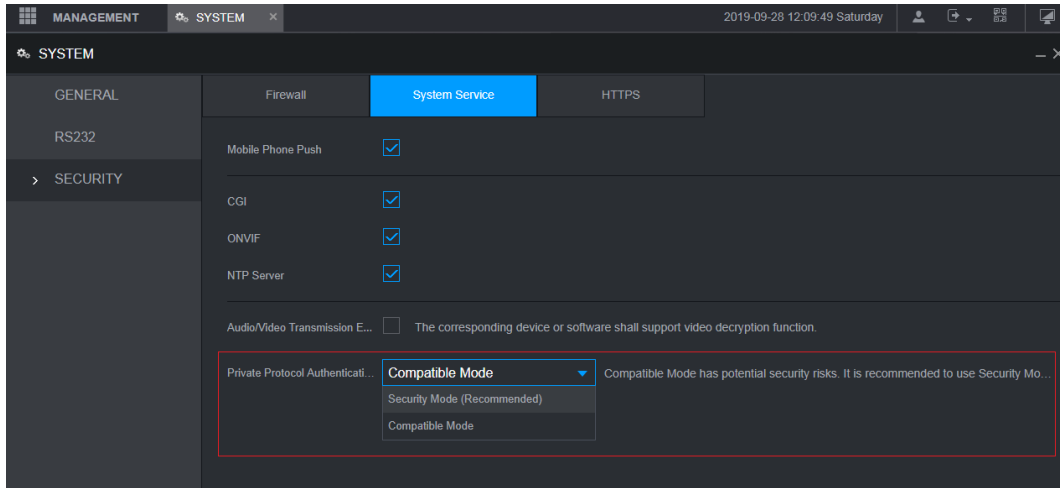 MANAGEMENT SYSTEM × 2019-09-28 12:09:49 Saturday
SYSTEM
GENERAL
RS232
SECURITY
Firewall System Service HTTPS
Mobile Phone Push
CGI
ONVIF
NTP Server
Audio/Video Transmission E... The corresponding device or software shall support video decryption function.
Private Protocol Authenticati... Compatible Mode Compatible Mode has potential security risks. It is recommended to use Security Mo...
Security Mode (Recommended)
Compatible Mode